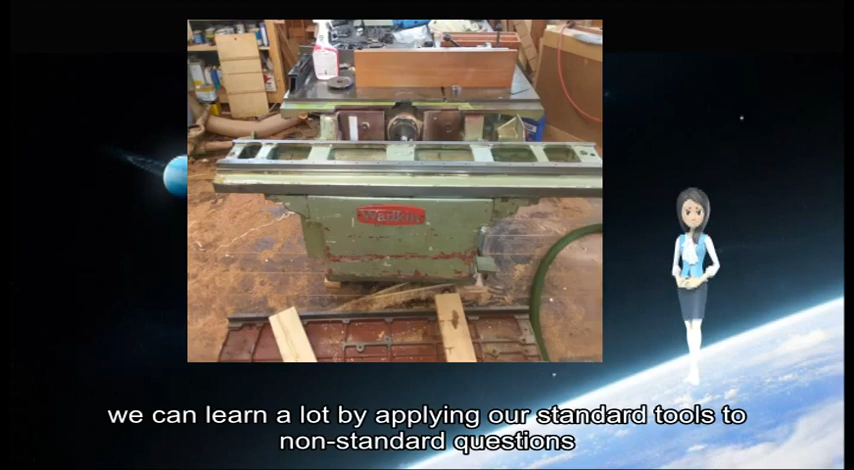 Wadkin
we can learn a lot by applying our standard tools to
non-standard questions